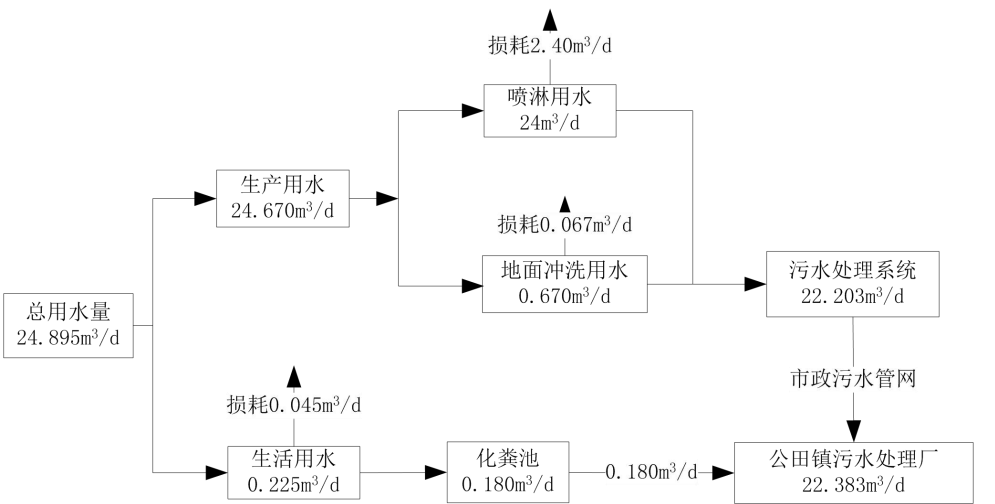 损耗2.40m³/d
喷淋用水
24m³/d
生产用水
24.670m³/d
损耗0.067m³/d
地面冲洗用水
0.670m³/d
污水处理系统
22.203m³/d
总用水量
24.895m³/d
市政污水管网
损耗0.045m³/d
生活用水
0.225m³/d
化粪池
0.180m³/d
0.180m³/d
公田镇污水处理厂
22.383m³/d